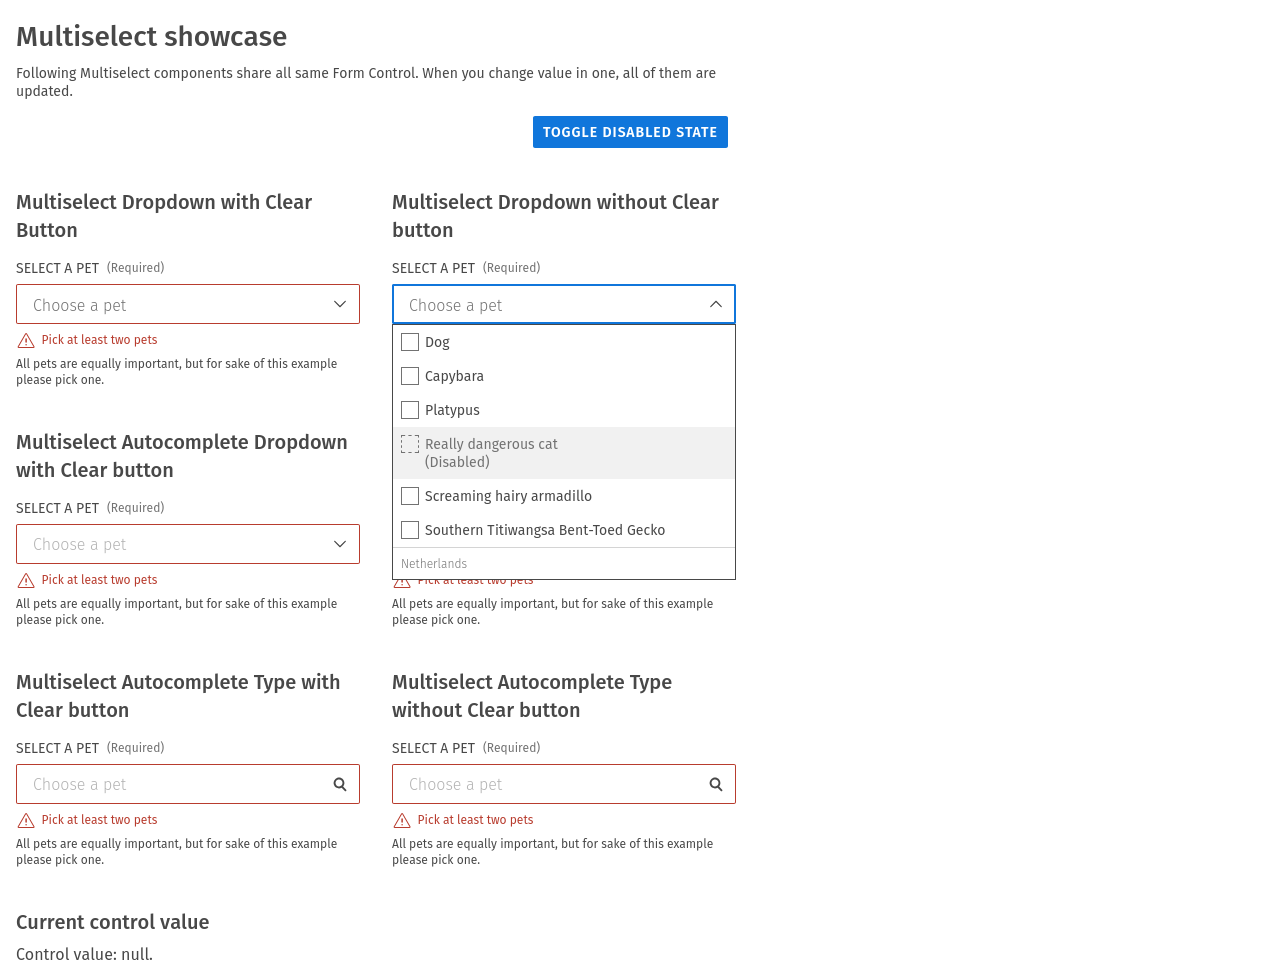 Multiselect showcase
Following Multiselect components share all same Form Control. When you change value in one, all of them are
updated.
TOGGLE DISABLED STATE
Multiselect Dropdown with Clear
Button
SELECT A PET (Required)
Choose a pet
Pick at least two pets
All pets are equally important, but for sake of this example
please pick one.
Multiselect Dropdown without Clear
button
SELECT A PET (Required)
Choose a pet
Dog
Capybara
Platypus
Really dangerous cat
(Disabled)
Screaming hairy armadillo
Southern Titiwangsa Bent-Toed Gecko
Netherlands
Multiselect Autocomplete Dropdown
with Clear button
SELECT A PET (Required)
Choose a pet
Pick at least two pets
All pets are equally important, but for sake of this example
please pick one.
Pick at least two pets
All pets are equally important, but for sake of this example
please pick one.
Multiselect Autocomplete Type with
Clear button
SELECT A PET (Required)
Choose a pet
Pick at least two pets
All pets are equally important, but for sake of this example
please pick one.
Multiselect Autocomplete Type
without Clear button
SELECT A PET (Required)
Choose a pet
Pick at least two pets
All pets are equally important, but for sake of this example
please pick one.
Current control value
Control value: null.